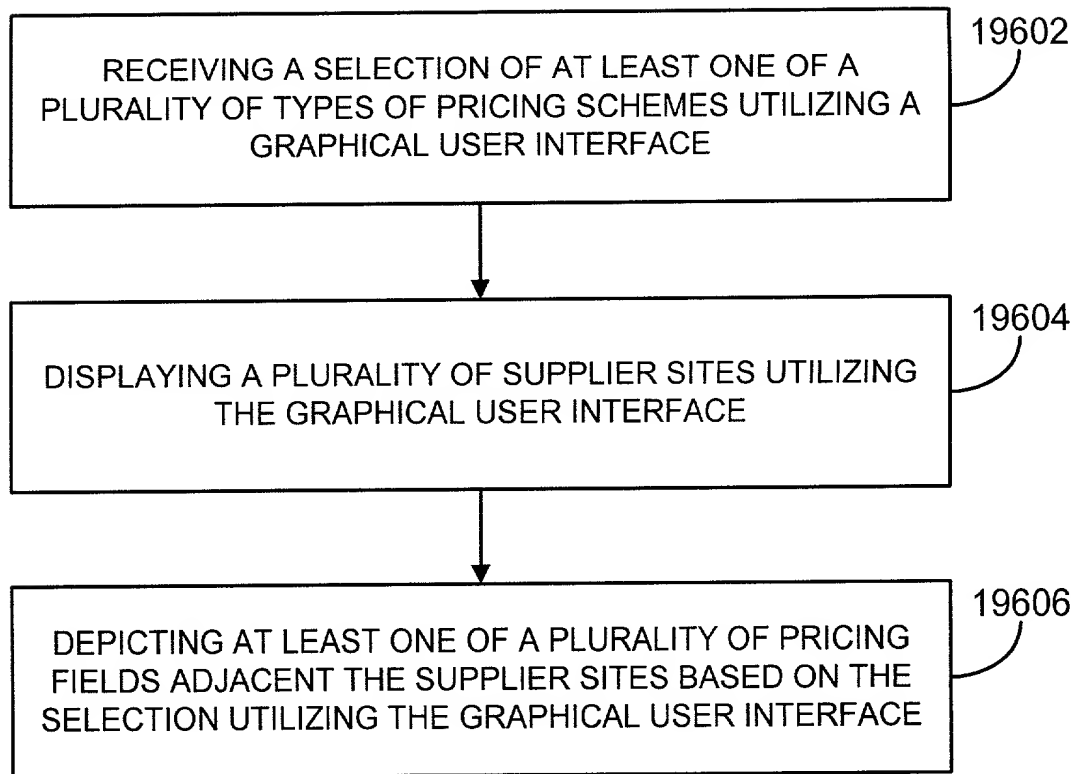 19602
RECEIVING A SELECTION OF AT LEAST ONE OF A
PLURALITY OF TYPES OF PRICING SCHEMES UTILIZING A
GRAPHICAL USER INTERFACE
19604
DISPLAYING A PLURALITY OF SUPPLIER SITES UTILIZING
THE GRAPHICAL USER INTERFACE
19606
DEPICTING AT LEAST ONE OF A PLURALITY OF PRICING
FIELDS ADJACENT THE SUPPLIER SITES BASED ON THE
SELECTION UTILIZING THE GRAPHICAL USER INTERFACE